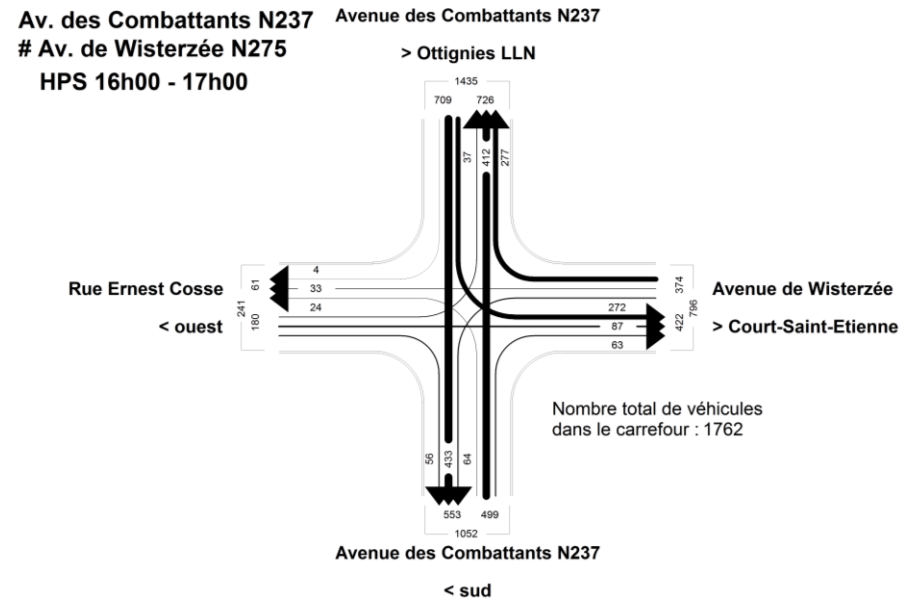 Av. des Combattants N237
# Av. de Wisterzée N275
HPS 16h00 - 17h00
Avenue des Combattants N237
> Ottignies LLN
1435
709 726
37 412 277
Rue Ernest Cosse
< ouest
241
61
180
4
33
24
272
87
63
374
422
796
Avenue de Wisterzée
> Court-Saint-Etienne
Nombre total de véhicules
dans le carrefour : 1762
56 433 64
553 499
1052
Avenue des Combattants N237
< sud